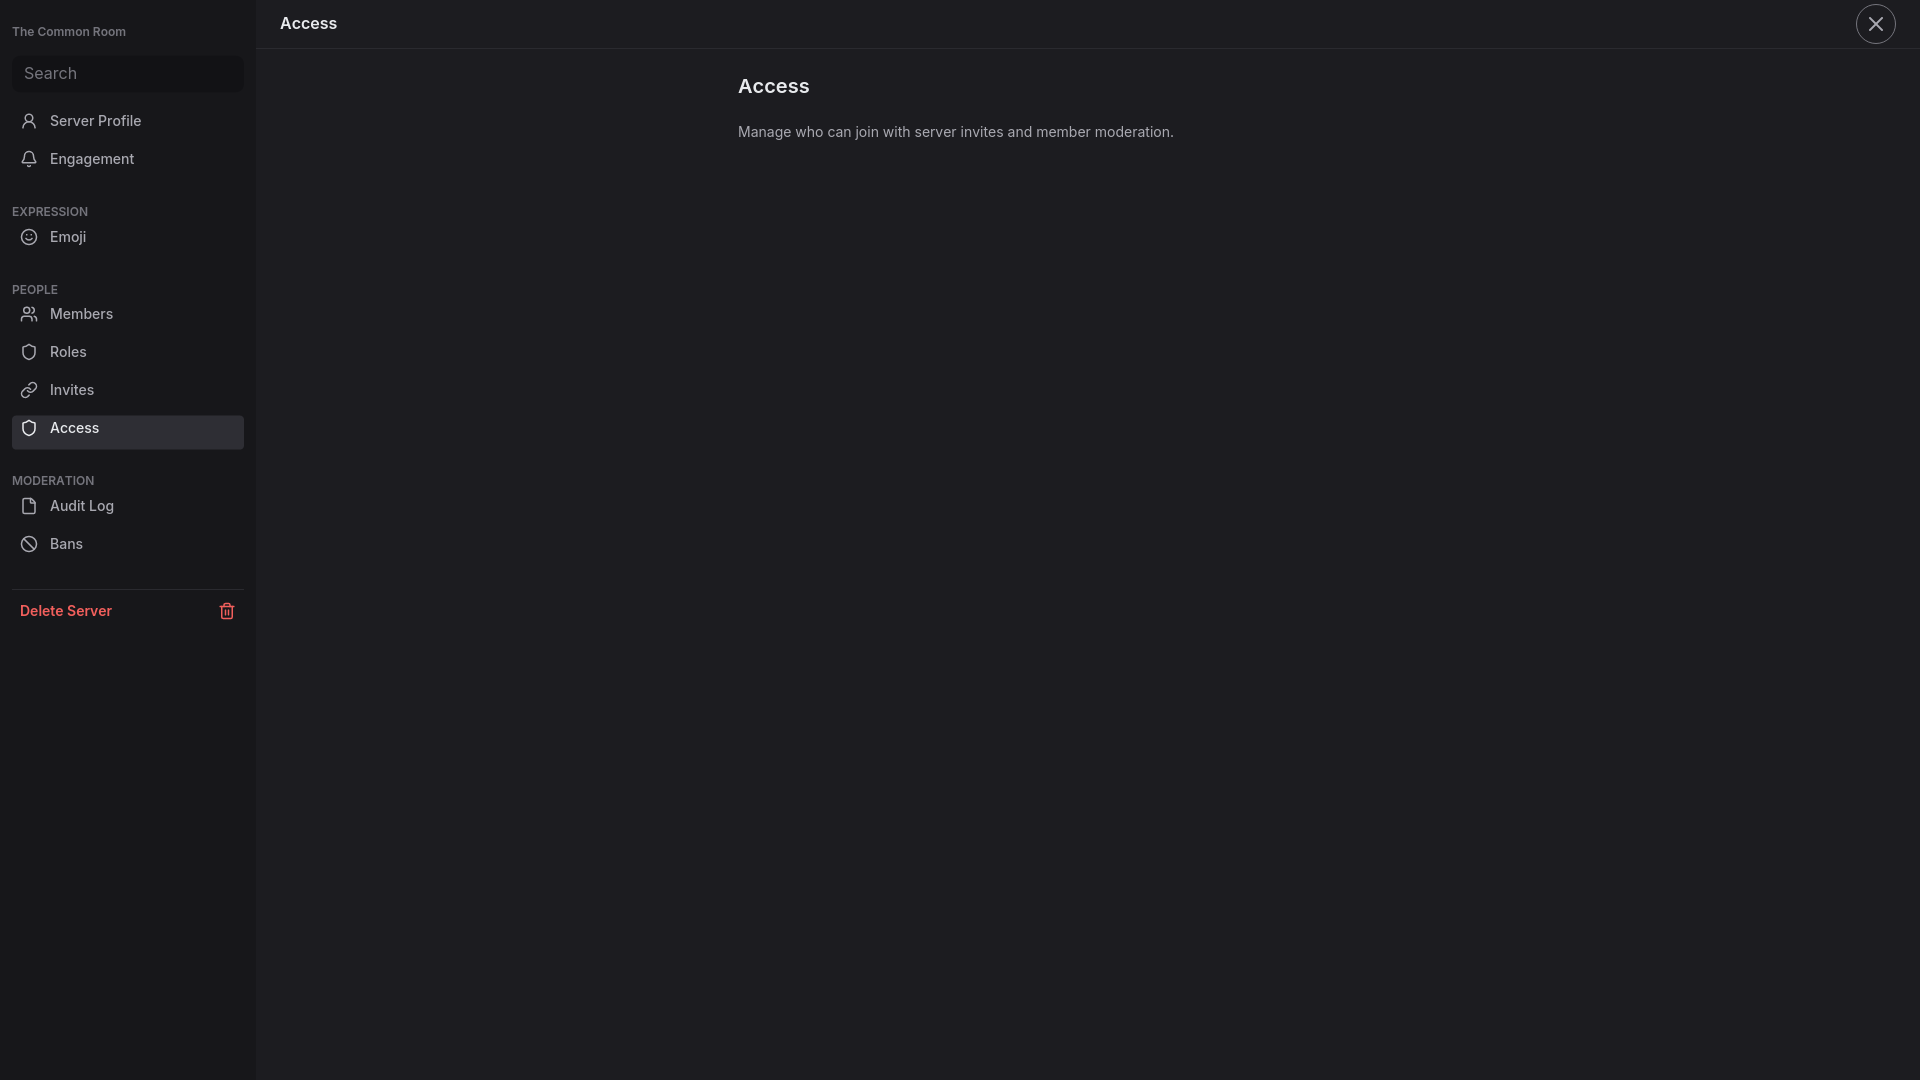 The Common Room
Search
Server Profile
Engagement
EXPRESSION
Emoji
PEOPLE
Members
Roles
Invites
Access
MODERATION
Audit Log
Bans
Delete Server
Access
Access
Manage who can join with server invites and member moderation.